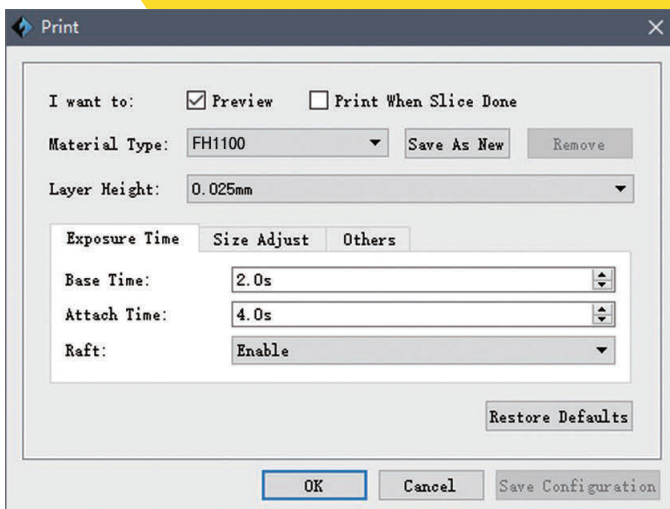 Print
I want to: Preview Print When Slice Done
Material Type: FH1100 Save As New Remove
Layer Height: 0.025mm
Exposure Time Size Adjust Others
Base Time: 2.0s
Attach Time: 4.0s
Raft: Enable
Restore Defaults
OK Cancel Save Configuration